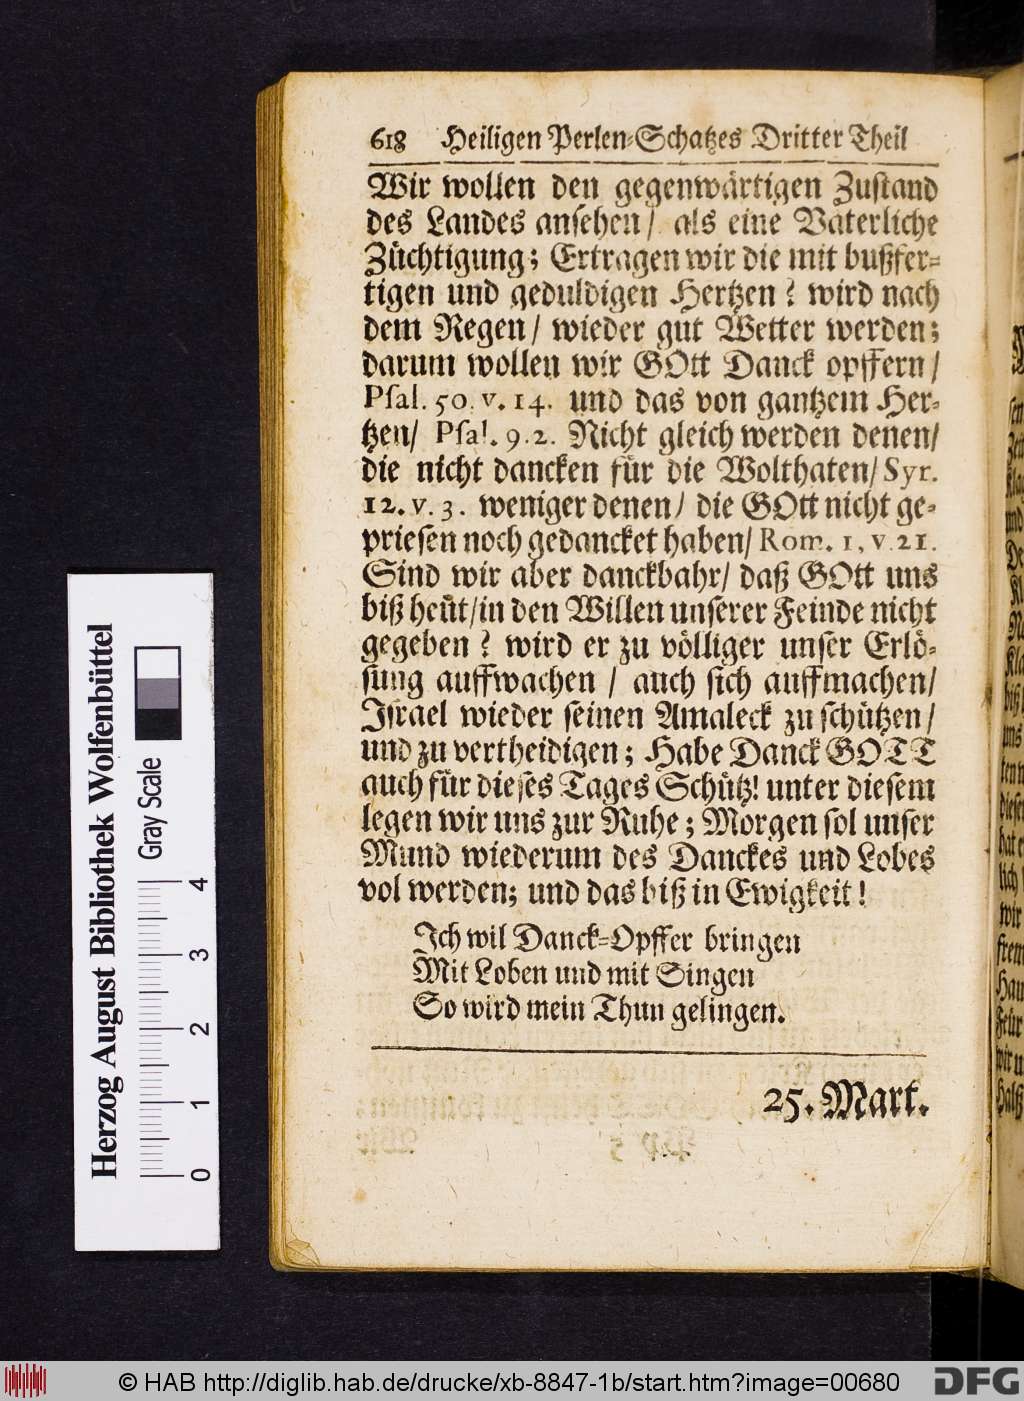 618 Heiligen Perlen-Schatzes Dritter Theil
Wir wollen den gegenwärtigen Zustand
des Landes ansehen/ als eine Vaterliche
Züchtigung; Ertragen wir die mit bußfer-
tigen und geduldigen Hertzen? wird nach
dem Regen/ wieder gut Wetter werden;
darum wollen wir GOtt Danck opffern/
Psal. 50. v. 14. und das von gantzem Her-
tzen/ Psal. 9. 2. Nicht gleich werden denen/
die nicht dancken für die Wolthaten/ Syr.
12. v. 3. weniger denen/ die GOtt nicht ge-
priesen noch gedancket haben/ Rom. 1, v. 21.
Sind wir aber danckbahr/ daß GOtt uns
biß heüt/ in den Willen unserer Feinde nicht
gegeben? wird er zu völliger unser Erlö-
sung auffwachen / auch sich auffmachen/
Israel wieder seinen Amaleck zu schützen/
und zu vertheidigen; Habe Danck GOTT
auch für dieses Tages Schütz! unter diesem
legen wir uns zur Ruhe; Morgen sol unser
Mund wiederum des Danckes und Lobes
vol werden; und das biß in Ewigkeit!
Ich wil Danck-Opffer bringen
Mit Loben und mit Singen
So wird mein Thun gelingen.
25. Mart.
Herzog August Bibliothek Wolfenbüttel
Gray Scale
0 1 2 3 4
© HAB http://diglib.hab.de/drucke/xb-8847-1b/start.htm?image=00680
DFG